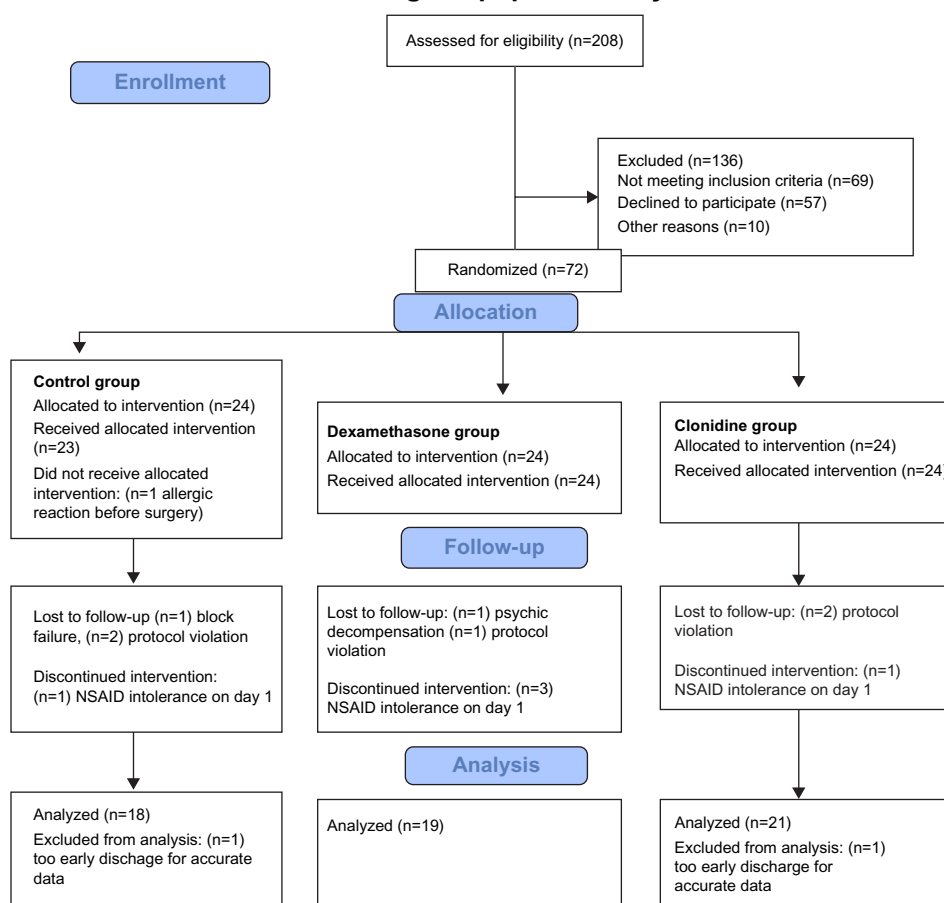 Assessed for eligibility (n=208)
Enrollment
Excluded (n=136)
Not meeting inclusion criteria (n=69)
Declined to participate (n=57)
Other reasons (n=10)
Randomized (n=72)
Allocation
Control group
Allocated to intervention (n=24)
Received allocated intervention
(n=23)
Did not receive allocated
intervention: (n=1 allergic
reaction before surgery)
Dexamethasone group
Allocated to intervention (n=24)
Received allocated intervention (n=24)
Clonidine group
Allocated to intervention (n=24)
Received allocated intervention (n=24)
Follow-up
Lost to follow-up (n=1) block
failure, (n=2) protocol violation
Discontinued intervention:
(n=1) NSAID intolerance on day 1
Lost to follow-up: (n=1) psychic
decompensation (n=1) protocol
violation
Discontinued intervention: (n=3)
NSAID intolerance on day 1
Lost to follow-up: (n=2) protocol
violation
Discontinued intervention: (n=1)
NSAID intolerance on day 1
Analysis
Analyzed (n=18)
Excluded from analysis: (n=1)
too early dischage for accurate
data
Analyzed (n=19)
Analyzed (n=21)
Excluded from analysis: (n=1)
too early discharge for
accurate data